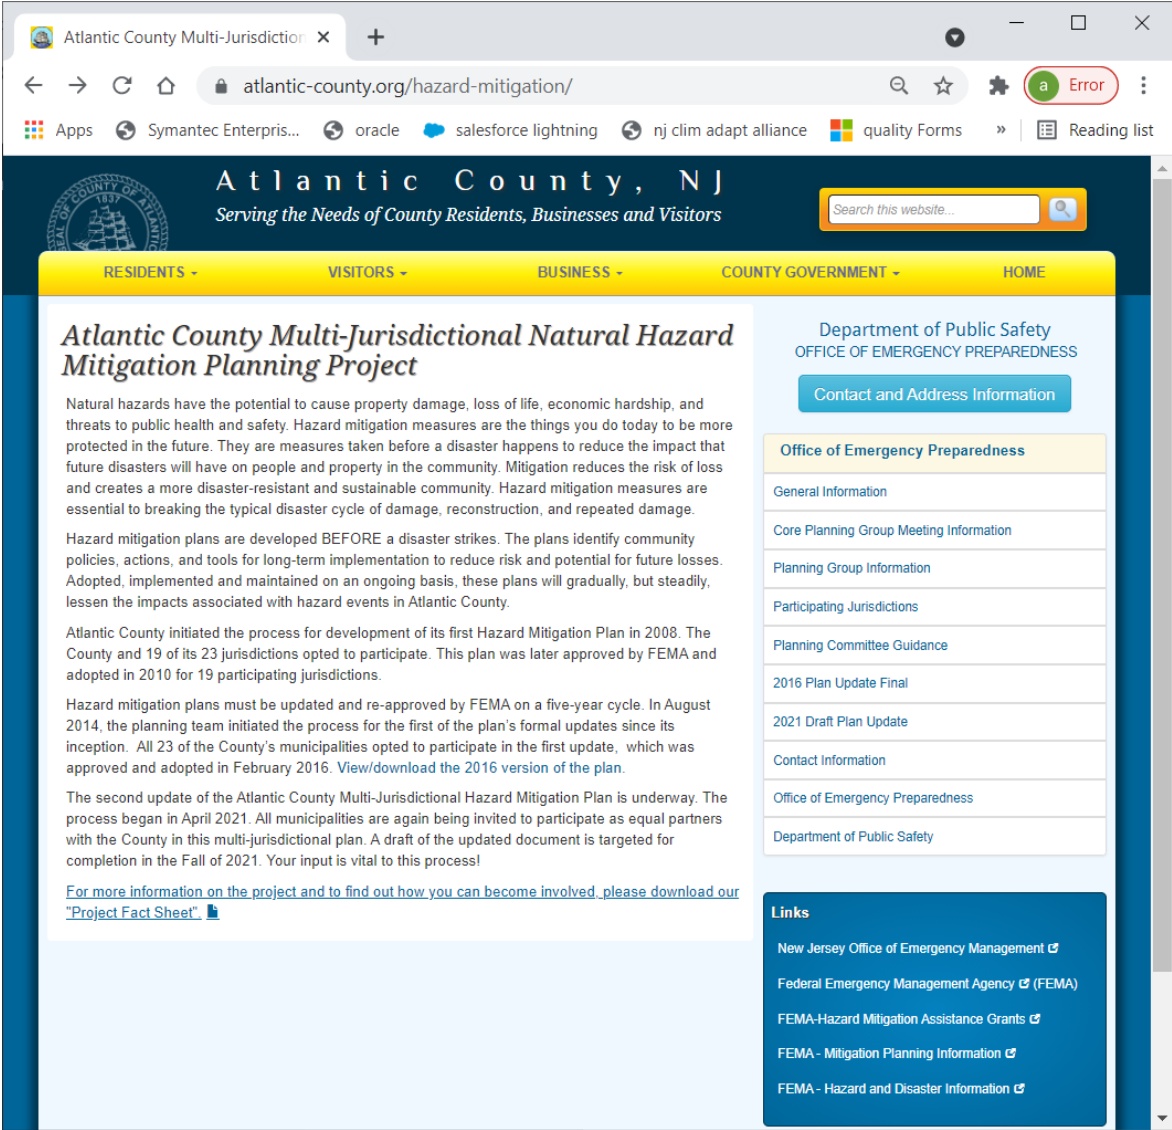 Atlantic County Multi-Jurisdiction
atlantic-county.org/hazard-mitigation/
a Error
Apps Symantec Enterpris... oracle salesforce lightning nj clim adapt alliance quality Forms » Reading list
SEAL OF COUNTY OF ATLANTIC
1837
Atlantic County, NJ
Serving the Needs of County Residents, Businesses and Visitors
Search this website...
RESIDENTS VISITORS BUSINESS COUNTY GOVERNMENT HOME
Atlantic County Multi-Jurisdictional Natural Hazard
Mitigation Planning Project
Natural hazards have the potential to cause property damage, loss of life, economic hardship, and
threats to public health and safety. Hazard mitigation measures are the things you do today to be more
protected in the future. They are measures taken before a disaster happens to reduce the impact that
future disasters will have on people and property in the community. Mitigation reduces the risk of loss
and creates a more disaster-resistant and sustainable community. Hazard mitigation measures are
essential to breaking the typical disaster cycle of damage, reconstruction, and repeated damage.
Hazard mitigation plans are developed BEFORE a disaster strikes. The plans identify community
policies, actions, and tools for long-term implementation to reduce risk and potential for future losses.
Adopted, implemented and maintained on an ongoing basis, these plans will gradually, but steadily,
lessen the impacts associated with hazard events in Atlantic County.
Atlantic County initiated the process for development of its first Hazard Mitigation Plan in 2008. The
County and 19 of its 23 jurisdictions opted to participate. This plan was later approved by FEMA and
adopted in 2010 for 19 participating jurisdictions.
Hazard mitigation plans must be updated and re-approved by FEMA on a five-year cycle. In August
2014, the planning team initiated the process for the first of the plan's formal updates since its
inception. All 23 of the County's municipalities opted to participate in the first update, which was
approved and adopted in February 2016. View/download the 2016 version of the plan.
The second update of the Atlantic County Multi-Jurisdictional Hazard Mitigation Plan is underway. The
process began in April 2021. All municipalities are again being invited to participate as equal partners
with the County in this multi-jurisdictional plan. A draft of the updated document is targeted for
completion in the Fall of 2021. Your input is vital to this process!
For more information on the project and to find out how you can become involved, please download our
"Project Fact Sheet".
Department of Public Safety
OFFICE OF EMERGENCY PREPAREDNESS
Contact and Address Information
Office of Emergency Preparedness
General Information
Core Planning Group Meeting Information
Planning Group Information
Participating Jurisdictions
Planning Committee Guidance
2016 Plan Update Final
2021 Draft Plan Update
Contact Information
Office of Emergency Preparedness
Department of Public Safety
Links
New Jersey Office of Emergency Management
Federal Emergency Management Agency (FEMA)
FEMA-Hazard Mitigation Assistance Grants
FEMA - Mitigation Planning Information
FEMA - Hazard and Disaster Information